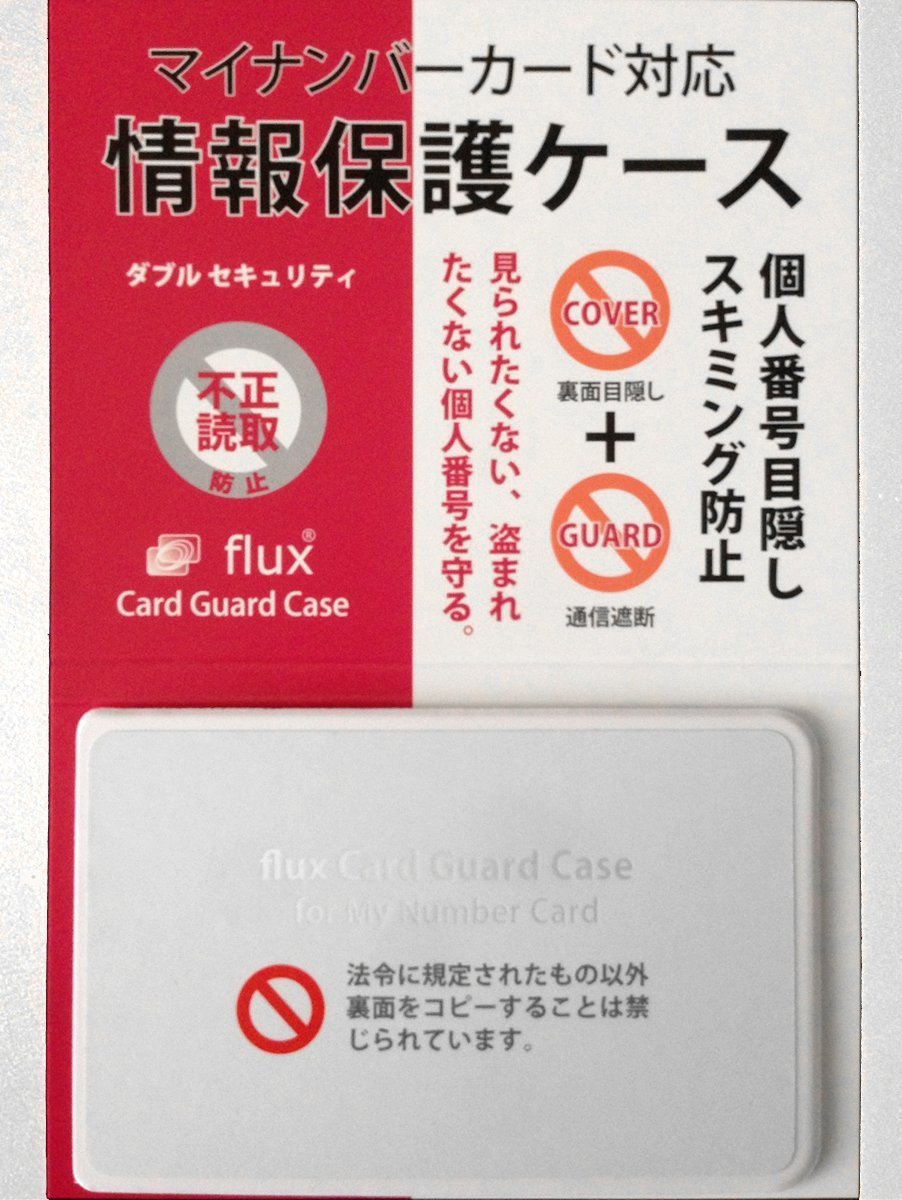 マイナンバーカード対応
情報保護ケース
ダブル セキュリティ
不正
読取
防止
flux®
Card Guard Case
個人番号目隠し
スキミング防止
COVER
裏面目隠し
+
GUARD
通信遮断
見られたくない、盗まれ
たくない個人番号を守る。
flux Card Guard Case
for My Number Card
法令に規定されたもの以外
裏面をコピーすることは禁
じられています。